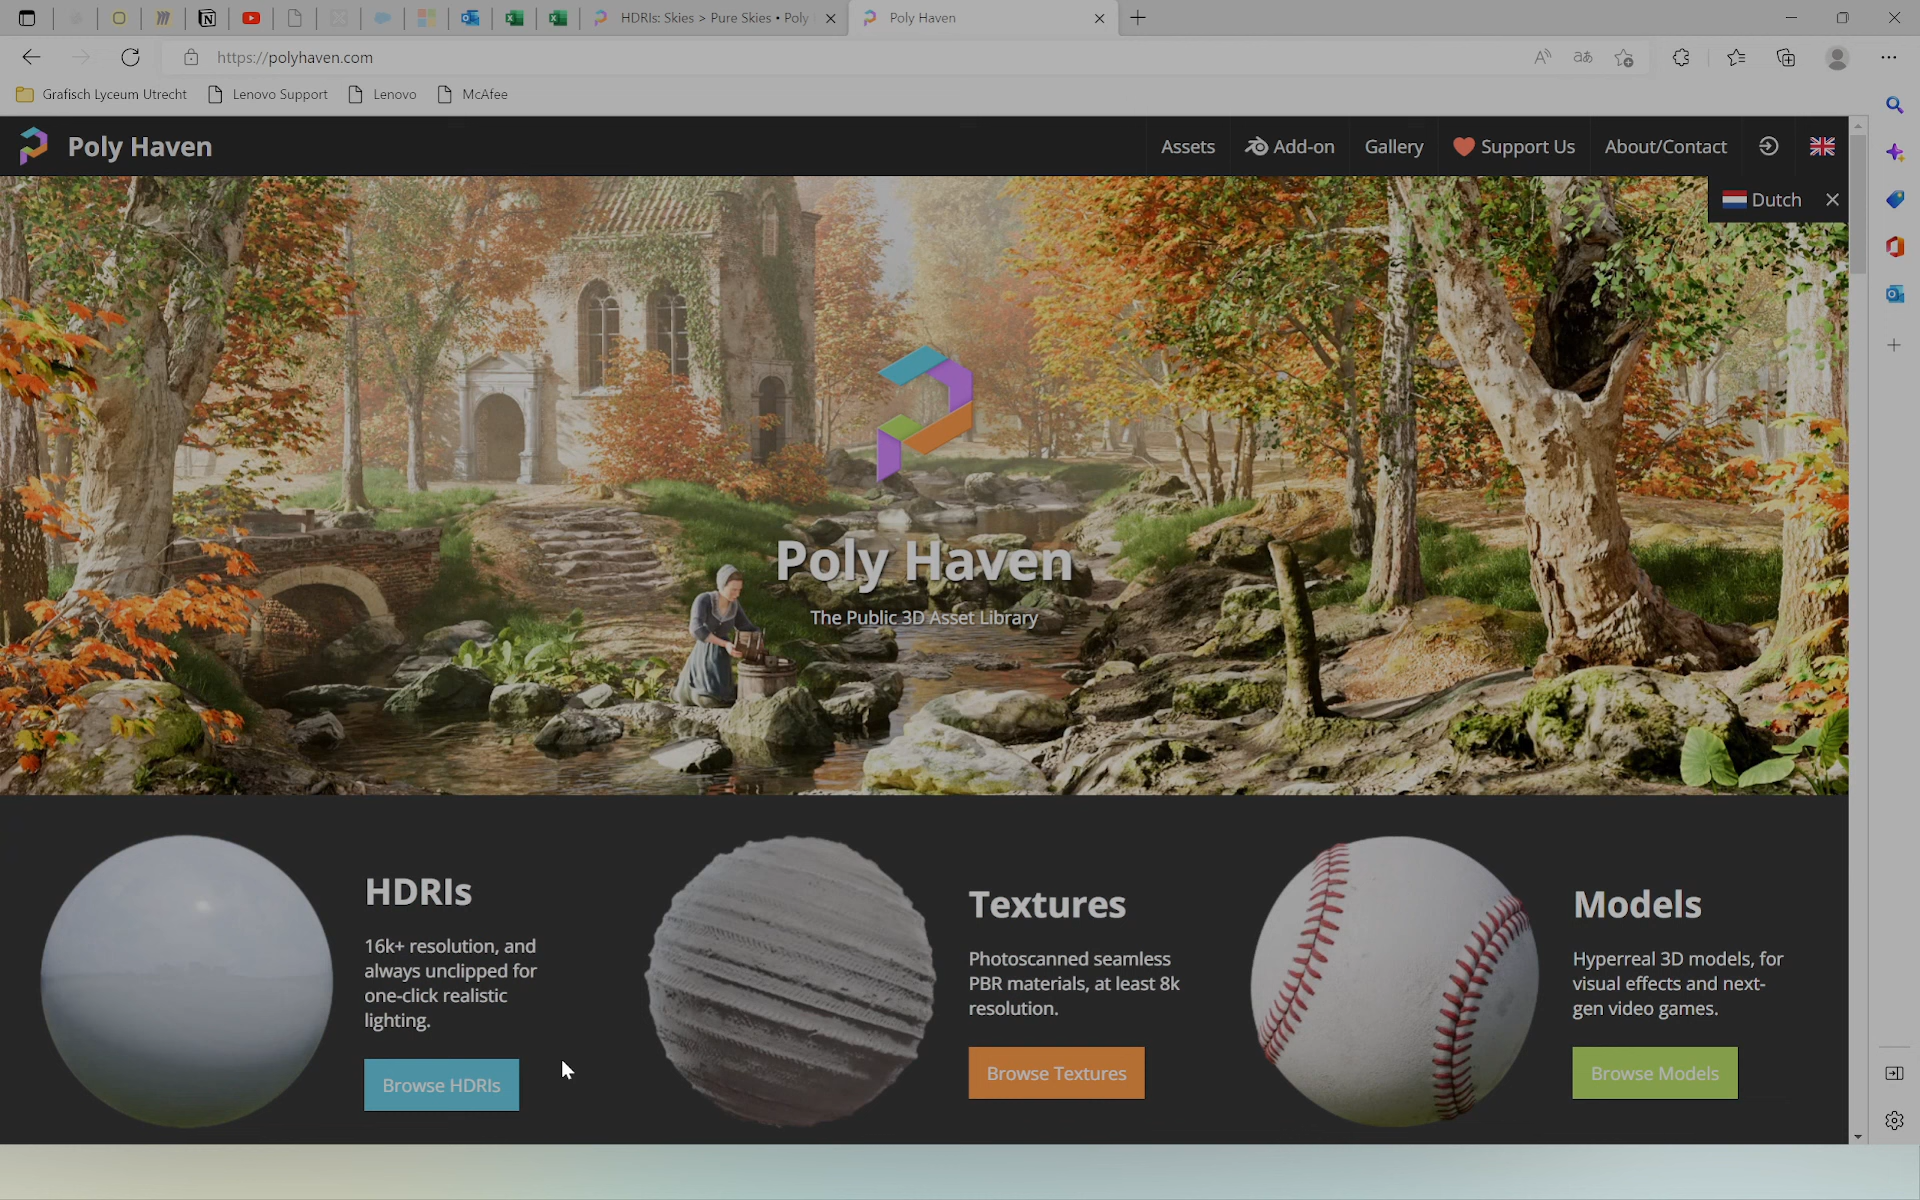 HDRIs: Skies > Pure Skies • Poly
Poly Haven
https://polyhaven.com
Grafisch Lyceum Utrecht
Lenovo Support
Lenovo
McAfee
Poly Haven
Assets
Add-on
Gallery
Support Us
About/Contact
Dutch
Poly Haven
The Public 3D Asset Library
HDRIs
16k+ resolution, and
always unclipped for
one-click realistic
lighting.
Browse HDRIs
Textures
Photoscanned seamless
PBR materials, at least 8k
resolution.
Browse Textures
Models
Hyperreal 3D models, for
visual effects and next-
gen video games.
Browse Models